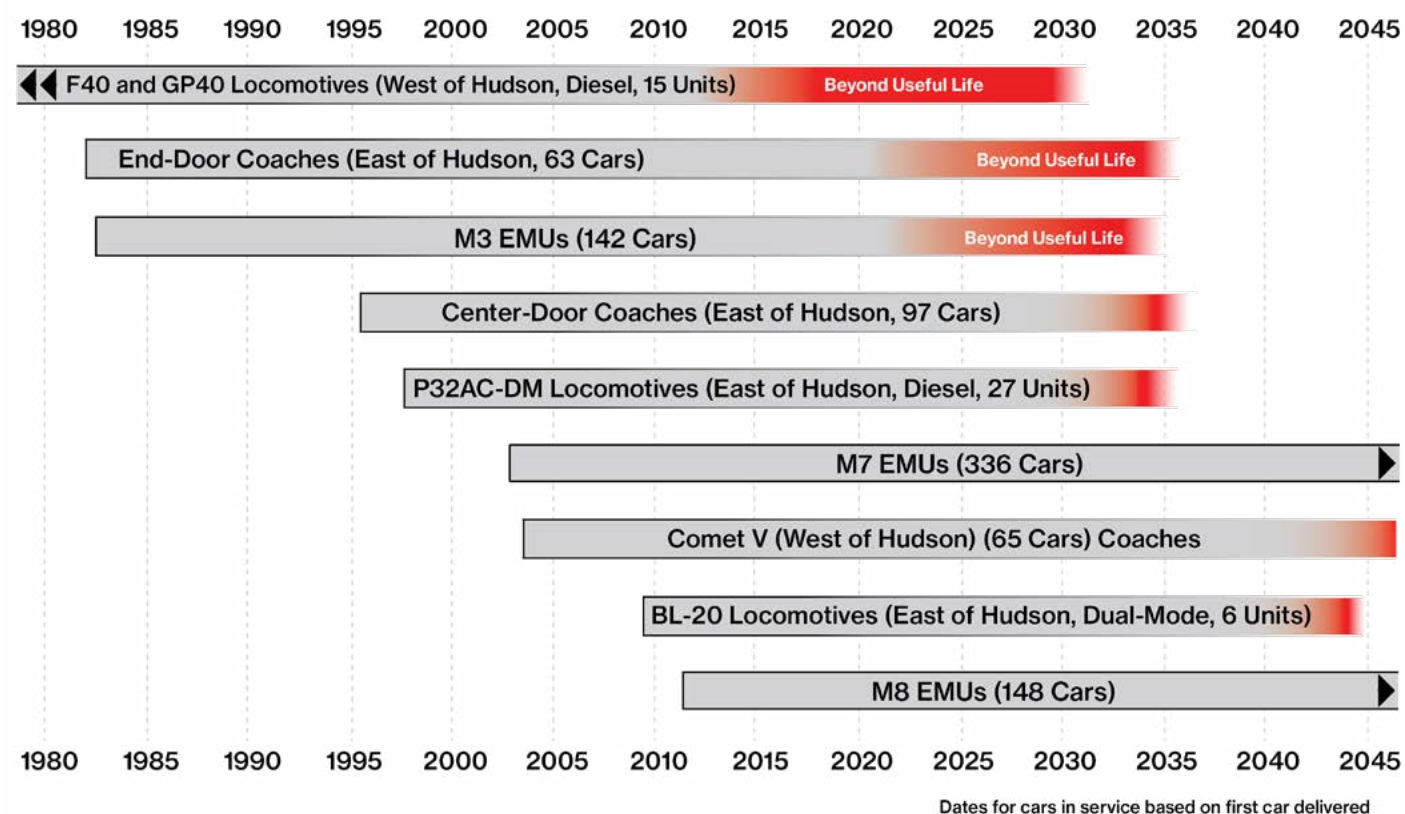 1980 1985 1990 1995 2000 2005 2010 2015 2020 2025 2030 2035 2040 2045
F40 and GP40 Locomotives (West of Hudson, Diesel, 15 Units) Beyond Useful Life
End-Door Coaches (East of Hudson, 63 Cars) Beyond Useful Life
M3 EMUs (142 Cars) Beyond Useful Life
Center-Door Coaches (East of Hudson, 97 Cars)
P32AC-DM Locomotives (East of Hudson, Diesel, 27 Units)
M7 EMUs (336 Cars)
Comet V (West of Hudson) (65 Cars) Coaches
BL-20 Locomotives (East of Hudson, Dual-Mode, 6 Units)
M8 EMUs (148 Cars)
1980 1985 1990 1995 2000 2005 2010 2015 2020 2025 2030 2035 2040 2045
Dates for cars in service based on first car delivered